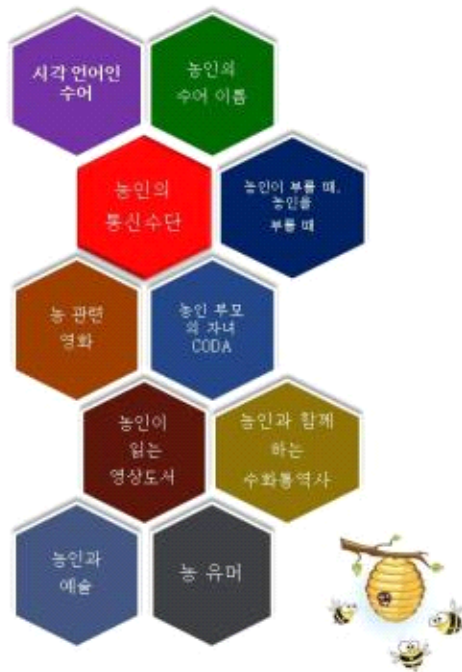 시각 언어인
수어
농인의
수어 이름
농인의
통신수단
농인이 부를 때,
농인을
부를 때
농 관련
영화
농인 부모
의 자녀
CODA
농인이
읽는
영상도서
농인과 함께
하는
수화통역사
농인과
예술
농 유머